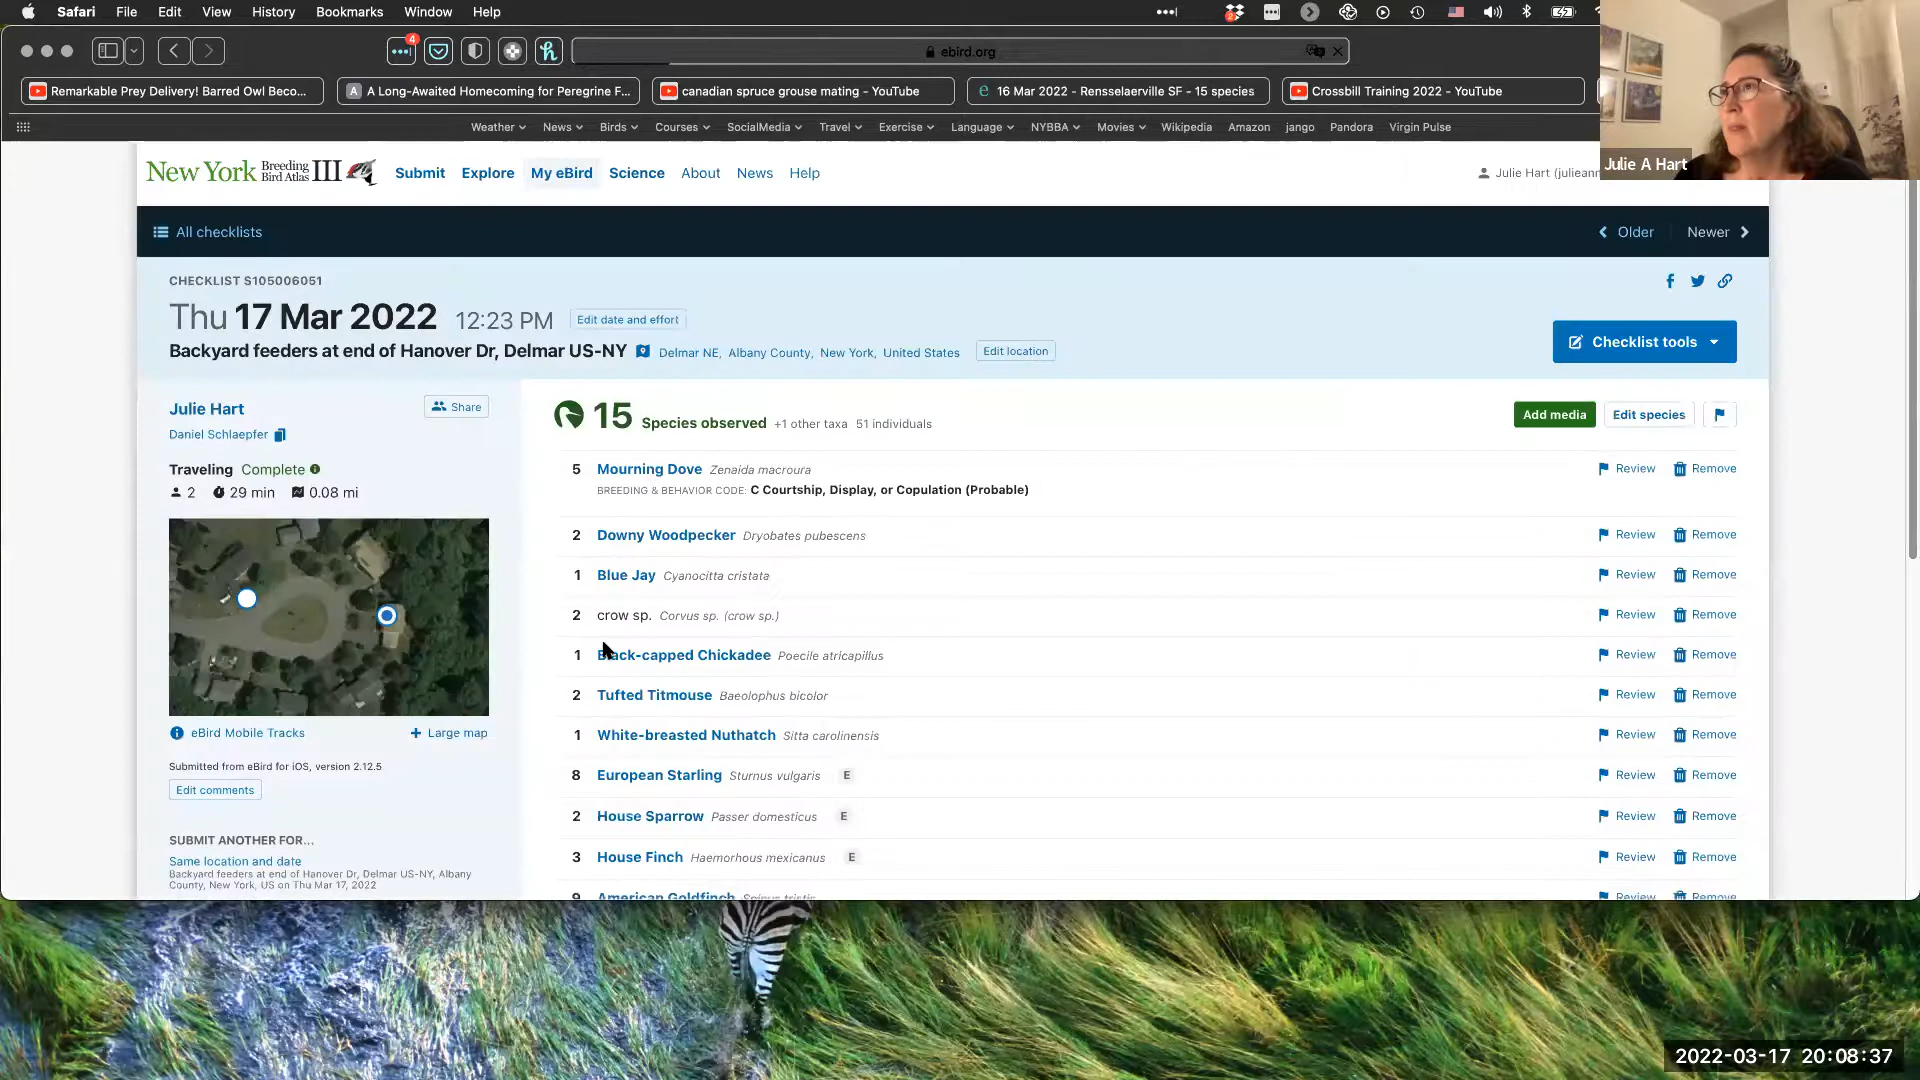 Safari File Edit View History Bookmarks Window Help
4
ebird.org
Remarkable Prey Delivery! Barred Owl Beco...
A Long-Awaited Homecoming for Peregrine F...
canadian spruce grouse mating - YouTube
16 Mar 2022 - Rensselaerville SF - 15 species
Crossbill Training 2022 - YouTube
Weather News Birds Courses SocialMedia Travel Exercise Language NYBBA Movies Wikipedia Amazon jango Pandora Virgin Pulse
Julie A Hart
New York Breeding Bird Atlas III
Submit Explore My eBird Science About News Help
Julie Hart (juliean
All checklists
Older Newer
CHECKLIST S105006051
Thu 17 Mar 2022 12:23 PM Edit date and effort
Backyard feeders at end of Hanover Dr, Delmar US-NY Delmar NE, Albany County, New York, United States Edit location
Checklist tools
Julie Hart Share
Daniel Schlaepfer
Traveling Complete
2 29 min 0.08 mi
eBird Mobile Tracks + Large map
Submitted from eBird for iOS, version 2.12.5
Edit comments
SUBMIT ANOTHER FOR...
Same location and date
Backyard feeders at end of Hanover Dr, Delmar US-NY, Albany
County, New York, US on Thu Mar 17, 2022
15 Species observed +1 other taxa 51 individuals
Add media Edit species
5 Mourning Dove Zenaida macroura Review Remove
BREEDING & BEHAVIOR CODE: C Courtship, Display, or Copulation (Probable)
2 Downy Woodpecker Dryobates pubescens Review Remove
1 Blue Jay Cyanocitta cristata Review Remove
2 crow sp. Corvus sp. (crow sp.) Review Remove
1 Black-capped Chickadee Poecile atricapillus Review Remove
2 Tufted Titmouse Baeolophus bicolor Review Remove
1 White-breasted Nuthatch Sitta carolinensis Review Remove
8 European Starling Sturnus vulgaris E Review Remove
2 House Sparrow Passer domesticus E Review Remove
3 House Finch Haemorhous mexicanus E Review Remove
9 American Goldfinch Spinus tristis Review Remove
2022-03-17 20:08:37